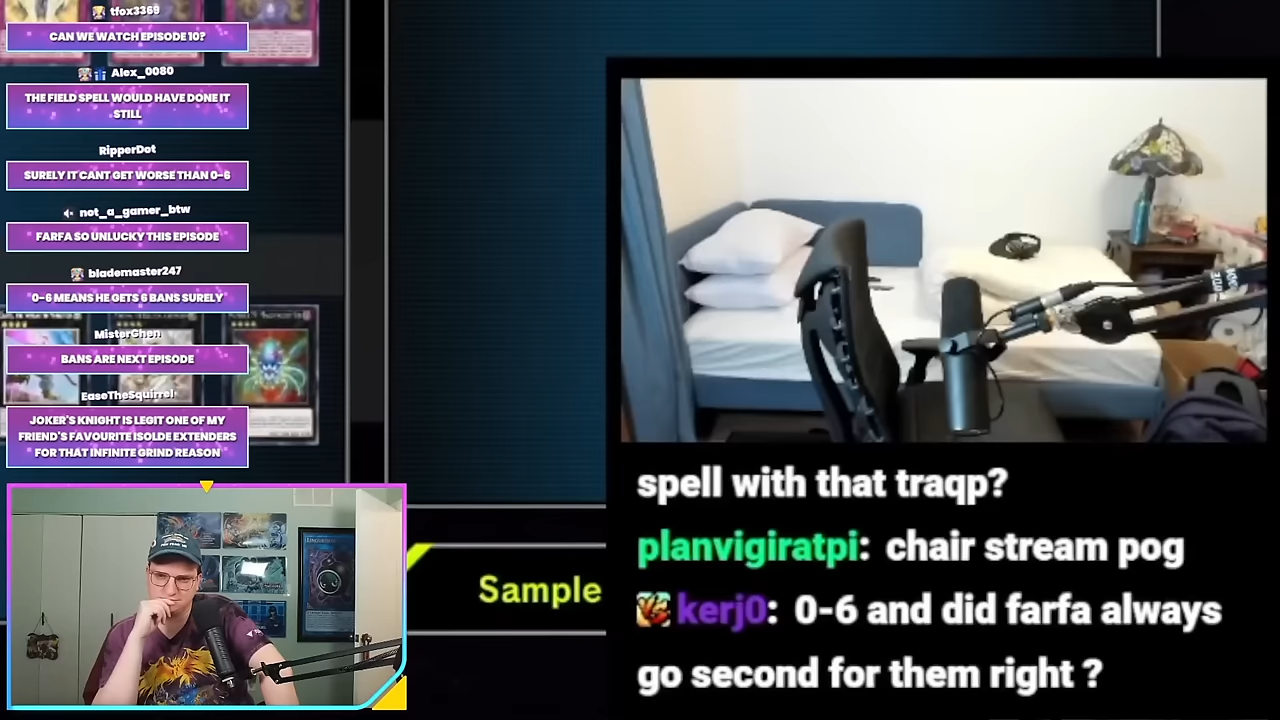 tfox3369
CAN WE WATCH EPISODE 10?
Alex_0080
THE FIELD SPELL WOULD HAVE DONE IT
STILL
RipperDot
SURELY IT CANT GET WORSE THAN 0-6
not_a_gamer_btw
FARFA SO UNLUCKY THIS EPISODE
blademaster247
0-6 MEANS HE GETS 6 BANS SURELY
MisterGhen
BANS ARE NEXT EPISODE
EaseTheSquirrel
JOKER'S KNIGHT IS LEGIT ONE OF MY
FRIEND'S FAVOURITE ISOLDE EXTENDERS
FOR THAT INFINITE GRIND REASON
Sample
spell with that traqp?
planvigiratpi: chair stream pog
kerj0: 0-6 and did farfa always
go second for them right ?